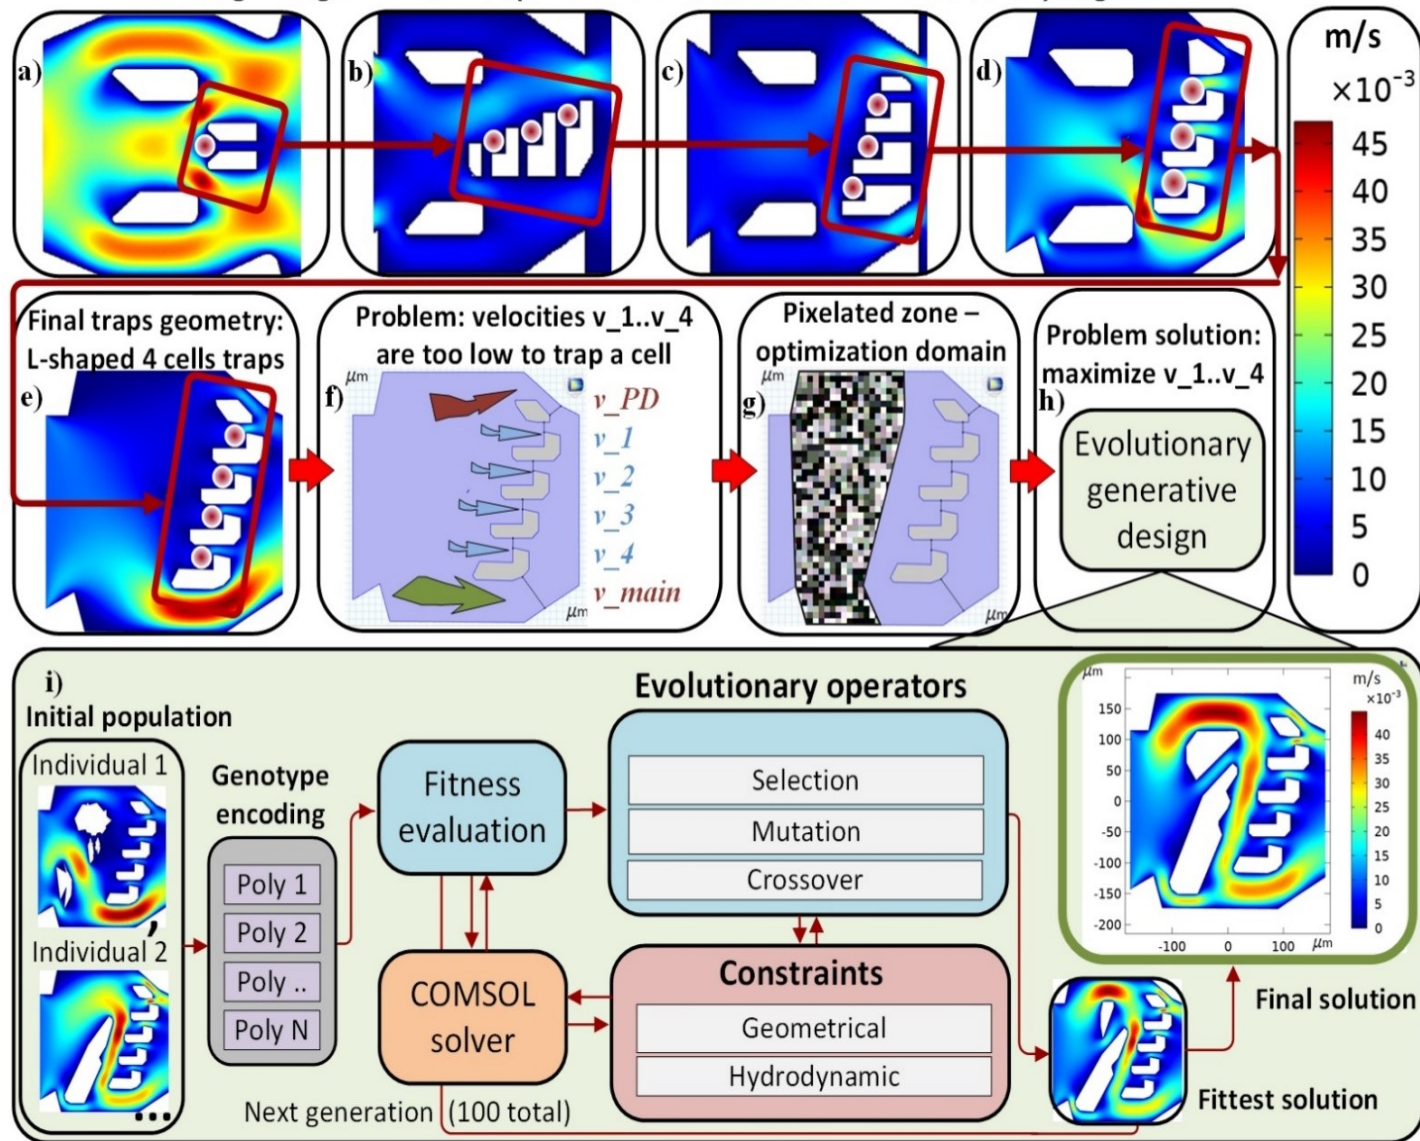 a)
b)
c)
d)
m/s
×10⁻³
45
40
35
30
25
20
15
10
5
0
Final traps geometry:
L-shaped 4 cells traps
e)
Problem: velocities v_1..v_4
are too low to trap a cell
μm
f)
v_PD
v_1
v_2
v_3
v_4
v_main
μm
Pixelated zone –
optimization domain
μm
g)
μm
Problem solution:
maximize v_1..v_4
h)
Evolutionary
generative
design
i)
Initial population
Individual 1
,
Individual 2
...
Genotype
encoding
Poly 1
Poly 2
Poly ..
Poly N
Fitness
evaluation
COMSOL
solver
Evolutionary operators
Selection
Mutation
Crossover
Constraints
Geometrical
Hydrodynamic
Next generation (100 total)
μm
150
100
50
0
-50
-100
-150
-200
-100 0 100 μm
m/s
×10⁻³
40
35
30
25
20
15
10
5
0
Final solution
Fittest solution